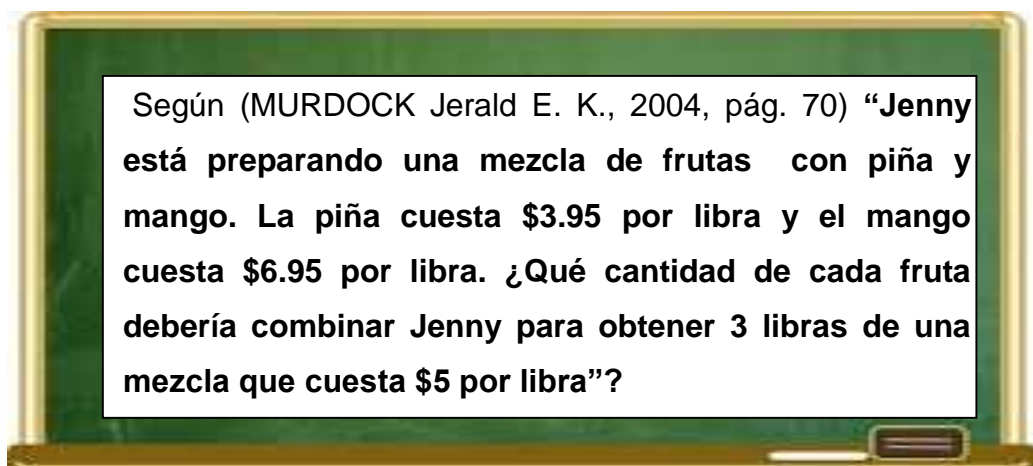 Según (MURDOCK Jerald E. K., 2004, pág. 70) “Jenny
está preparando una mezcla de frutas con piña y
mango. La piña cuesta $3.95 por libra y el mango
cuesta $6.95 por libra. ¿Qué cantidad de cada fruta
debería combinar Jenny para obtener 3 libras de una
mezcla que cuesta $5 por libra”?